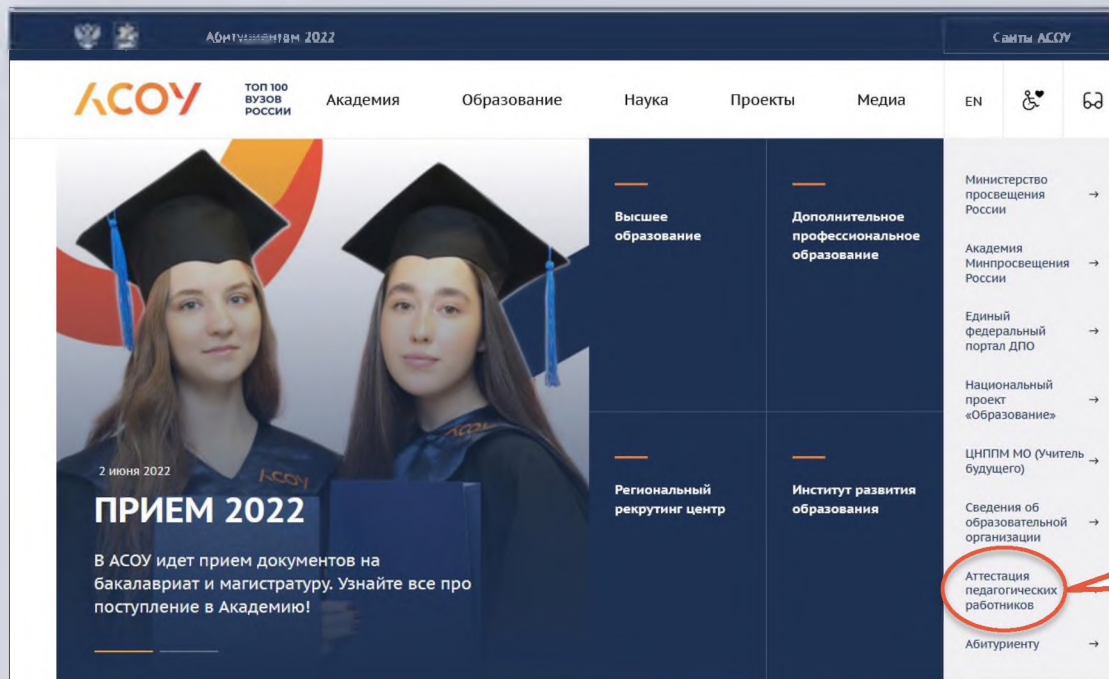 Абитуриентам 2022
Сайты АСОУ
АСОУ
ТОП 100
ВУЗОВ
РОССИИ
Академия
Образование
Наука
Проекты
Медиа
EN
Высшее
образование
Дополнительное
профессиональное
образование
Региональный
рекрутинг центр
Институт развития
образования
АСОУ
АСОУ
2 июня 2022
ПРИЕМ 2022
В АСОУ идет прием документов на
бакалавриат и магистратуру. Узнайте все про
поступление в Академию!
Министерство
просвещения
России
Академия
Минпросвещения
России
Единый
федеральный
портал ДПО
Национальный
проект
«Образование»
ЦНППМ МО (Учитель
будущего)
Сведения об
образовательной
организации
Аттестация
педагогических
работников
Абитуриенту